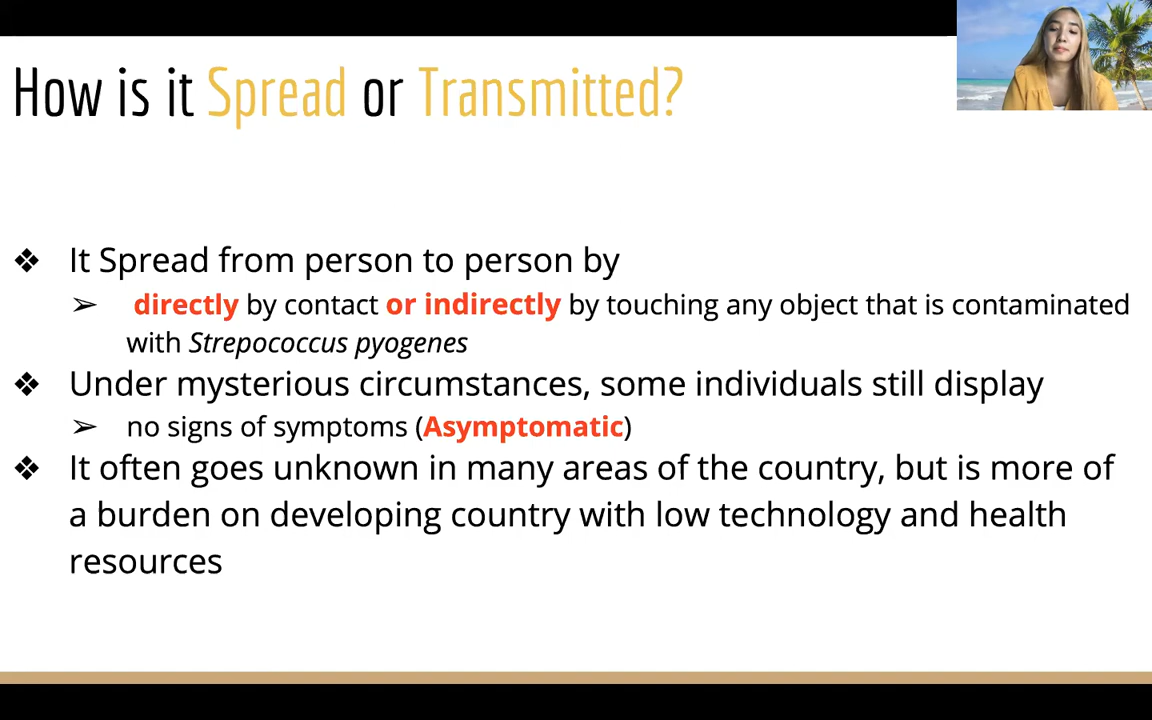 How is it Spread or Transmitted?
❖ It Spread from person to person by
➢ directly by contact or indirectly by touching any object that is contaminated
with Strepococcus pyogenes
❖ Under mysterious circumstances, some individuals still display
➢ no signs of symptoms (Asymptomatic)
❖ It often goes unknown in many areas of the country, but is more of
a burden on developing country with low technology and health
resources